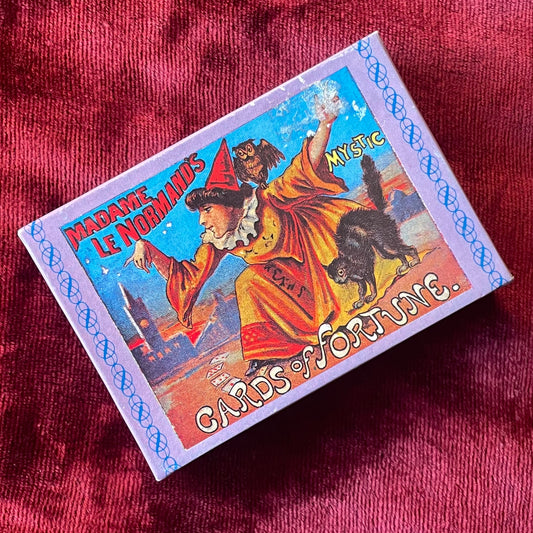 MADAME
LE NORMAND'S
MYSTIC
CARDS OF FORTUNE.